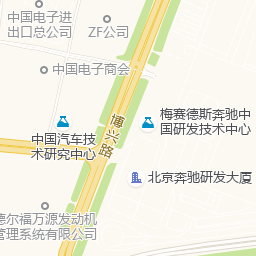 中国电子进
出口总公司
ZF公司
中国电子商会
梅赛德斯奔驰中
国研发技术中心
博兴路
中国汽车技
术研究中心
北京奔驰研发大厦
德尔福万源发动机
管理系统有限公司